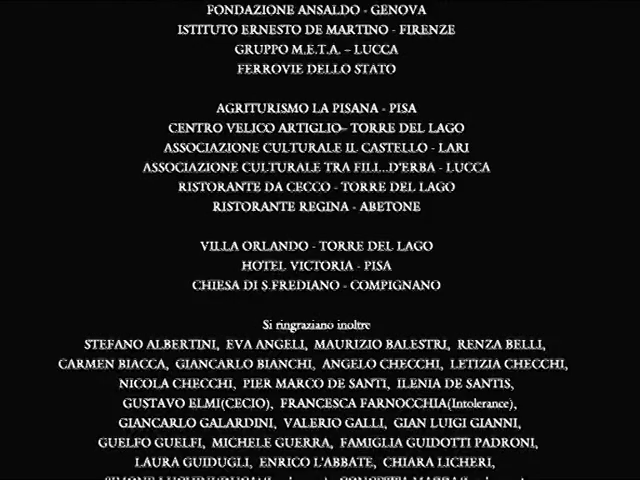 FONDAZIONE ANSALDO - GENOVA
ISTITUTO ERNESTO DE MARTINO - FIRENZE
GRUPPO M.E.T.A. – LUCCA
FERROVIE DELLO STATO
AGRITURISMO LA PISANA - PISA
CENTRO VELICO ARTIGLIO– TORRE DEL LAGO
ASSOCIAZIONE CULTURALE IL CASTELLO - LARI
ASSOCIAZIONE CULTURALE TRA FILI...D'ERBA - LUCCA
RISTORANTE DA CECCO - TORRE DEL LAGO
RISTORANTE REGINA - ABETONE
VILLA ORLANDO - TORRE DEL LAGO
HOTEL VICTORIA - PISA
CHIESA DI S.FREDIANO - COMPIGNANO
Si ringraziano inoltre
STEFANO ALBERTINI, EVA ANGELI, MAURIZIO BALESTRI, RENZA BELLI,
CARMEN BIACCA, GIANCARLO BIANCHI, ANGELO CHECCHI, LETIZIA CHECCHI,
NICOLA CHECCHI, PIER MARCO DE SANTI, ILENIA DE SANTIS,
GUSTAVO ELMI(CECIO), FRANCESCA FARNOCCHIA(Intolerance),
GIANCARLO GALARDINI, VALERIO GALLI, GIAN LUIGI GIANNI,
GUELFO GUELFI, MICHELE GUERRA, FAMIGLIA GUIDOTTI PADRONI,
LAURA GUIDUGLI, ENRICO L'ABBATE, CHIARA LICHERI,